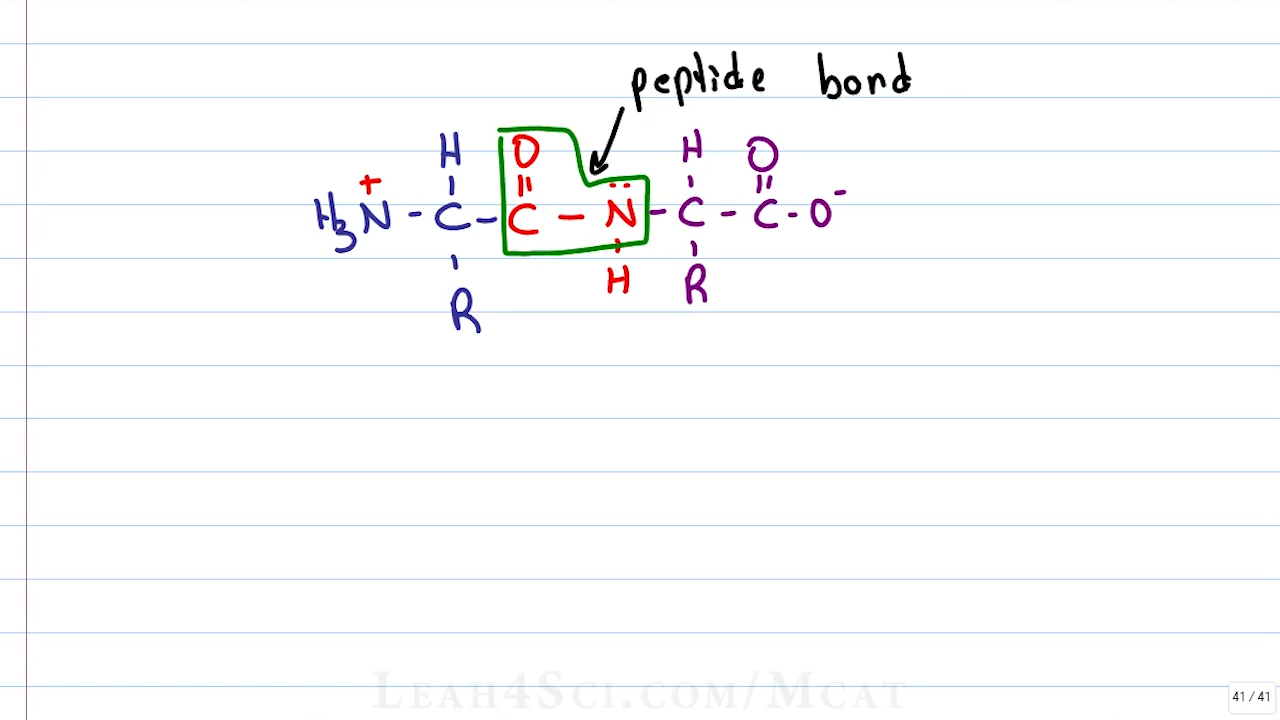 peptide bond
H O H O
H₃N⁺ - C - C - N̈ - C - C - O⁻
R H R
LEAH4SCI.COM/MCAT
41 / 41